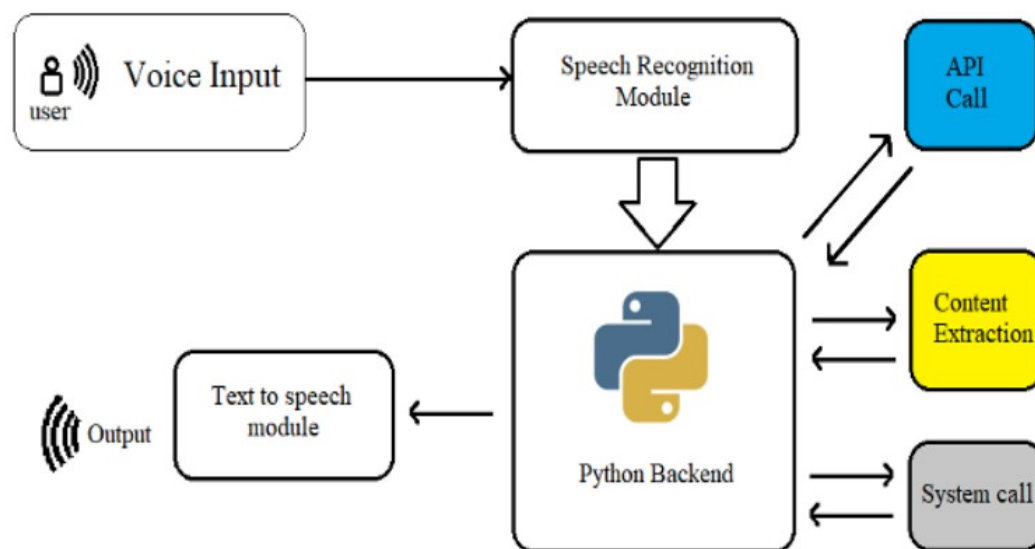 Voice Input
user
Speech Recognition
Module
API
Call
Content
Extraction
Text to speech
module
Output
Python Backend
System call